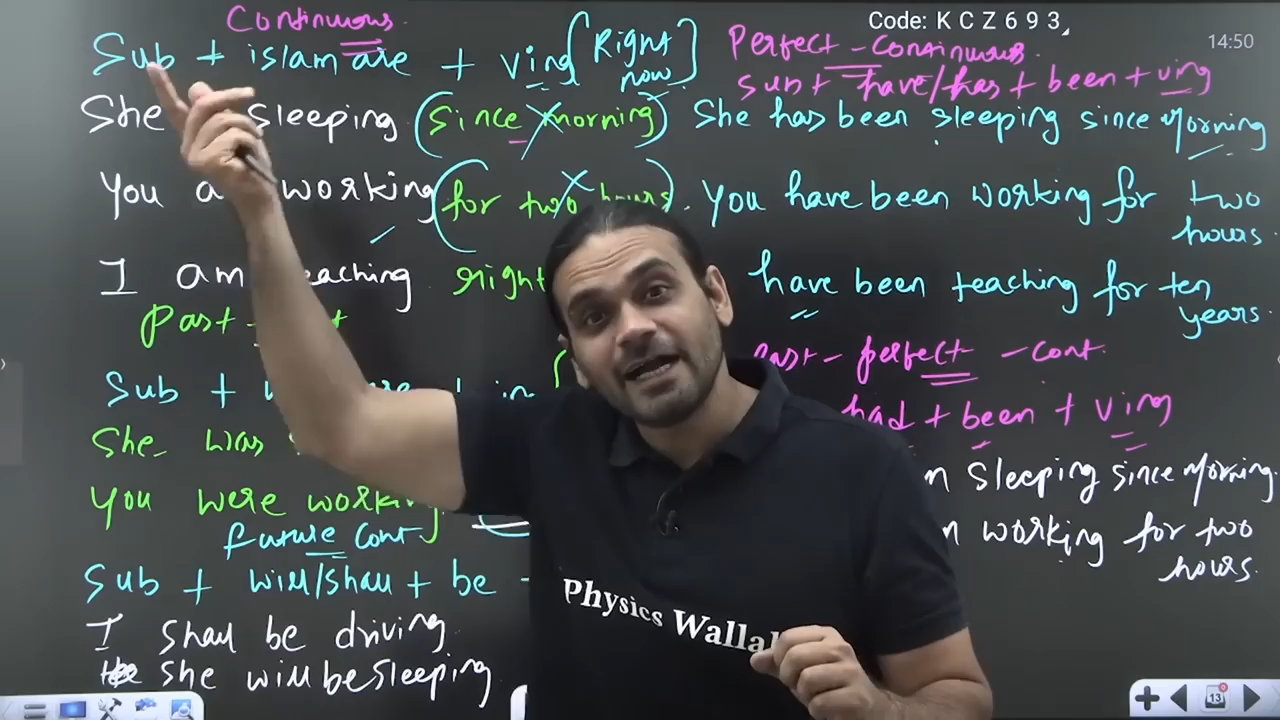 Continuous.
Code: K C Z 6 9 3
14:50
Sub + is/am are + Ving [Right now]
Perfect - Continuous.
sub + have/has + been + ving
She sleeping (since morning)
She has been sleeping since Morning
You a working (for two hours).
You have been working for two hours.
I am teaching right
have been teaching for ten years.
Past -
Past - perfect - cont.
Sub +
had + been + ving
She was
sleeping since Morning.
You were working.
working for two hours.
future cont.
Sub + will/shall + be
I shall be driving.
She will be sleeping
Physics Wallah
13